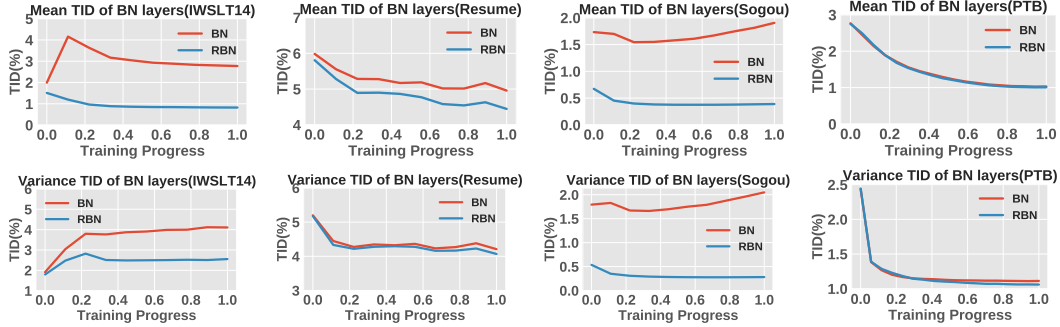 Mean TID of BN layers(IWSLT14)
TID(%)
5
4
3
2
1
0
BN
RBN
0.0 0.2 0.4 0.6 0.8 1.0
Training Progress
Mean TID of BN layers(Resume)
TID(%)
7
6
5
4
BN
RBN
0.0 0.2 0.4 0.6 0.8 1.0
Training Progress
Mean TID of BN layers(Sogou)
TID(%)
2.0
1.5
1.0
0.5
0.0
BN
RBN
0.0 0.2 0.4 0.6 0.8 1.0
Training Progress
Mean TID of BN layers(PTB)
TID(%)
3
2
1
0
BN
RBN
0.0 0.2 0.4 0.6 0.8 1.0
Training Progress
Variance TID of BN layers(IWSLT14)
TID(%)
6
5
4
3
2
1
BN
RBN
0.0 0.2 0.4 0.6 0.8 1.0
Training Progress
Variance TID of BN layers(Resume)
TID(%)
6
5
4
3
BN
RBN
0.0 0.2 0.4 0.6 0.8 1.0
Training Progress
Variance TID of BN layers(Sogou)
TID(%)
2.0
1.5
1.0
0.5
0.0
BN
RBN
0.0 0.2 0.4 0.6 0.8 1.0
Training Progress
Variance TID of BN layers(PTB)
TID(%)
2.5
2.0
1.5
1.0
BN
RBN
0.0 0.2 0.4 0.6 0.8 1.0
Training Progress